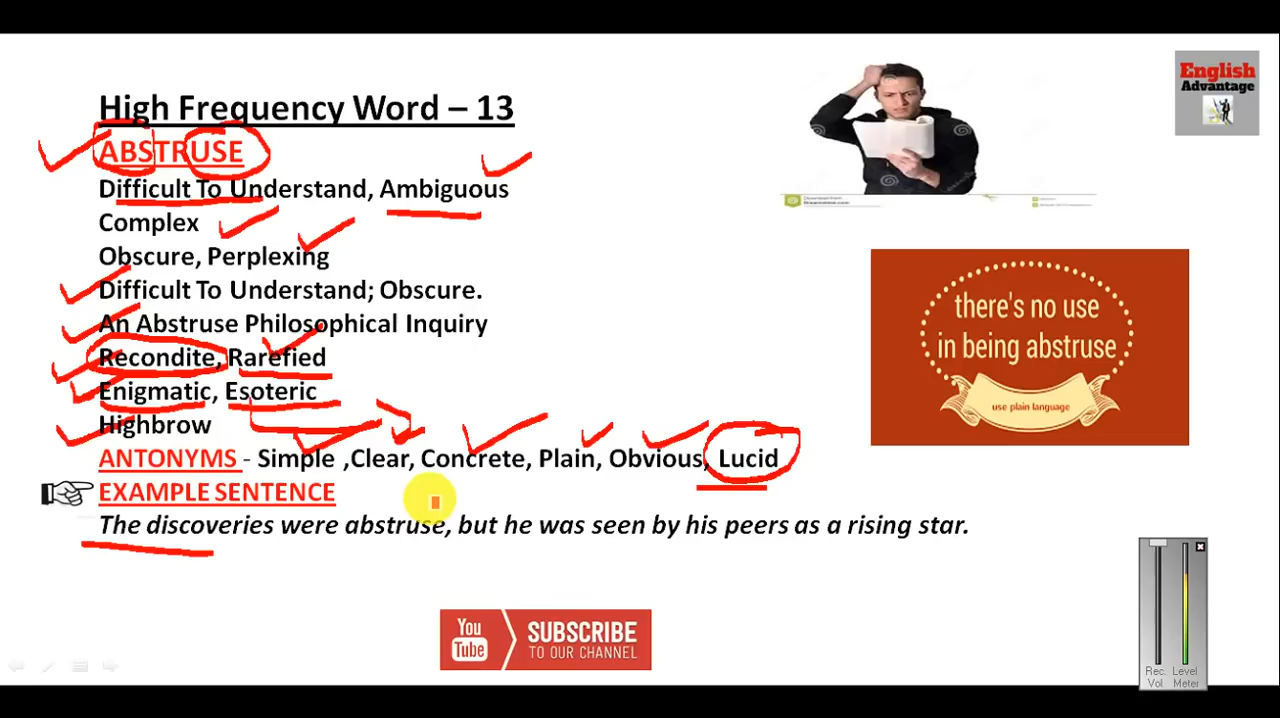 High Frequency Word – 13
English
Advantage
ABSTRUSE
Difficult To Understand, Ambiguous
Complex
Obscure, Perplexing
Difficult To Understand; Obscure.
An Abstruse Philosophical Inquiry
Recondite, Rarefied
Enigmatic, Esoteric
Highbrow
ANTONYMS - Simple ,Clear, Concrete, Plain, Obvious, Lucid
EXAMPLE SENTENCE
The discoveries were abstruse, but he was seen by his peers as a rising star.
there's no use
in being abstruse
use plain language
You
Tube
SUBSCRIBE
TO OUR CHANNEL
Rec. Level
Vol Meter